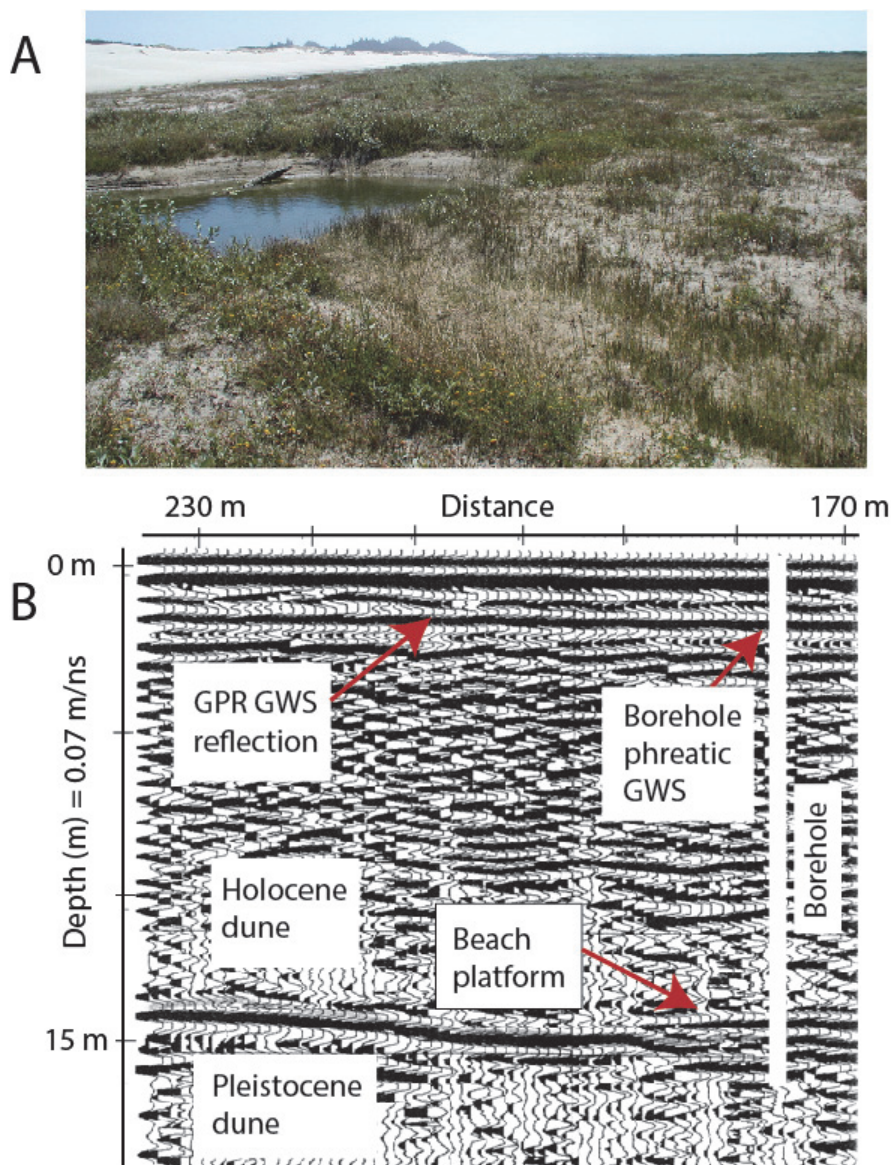 A
230 m
Distance
170 m
0 m
B
GPR GWS
reflection
Borehole
phreatic
GWS
Depth (m) = 0.07 m/ns
Borehole
Holocene
dune
Beach
platform
15 m
Pleistocene
dune